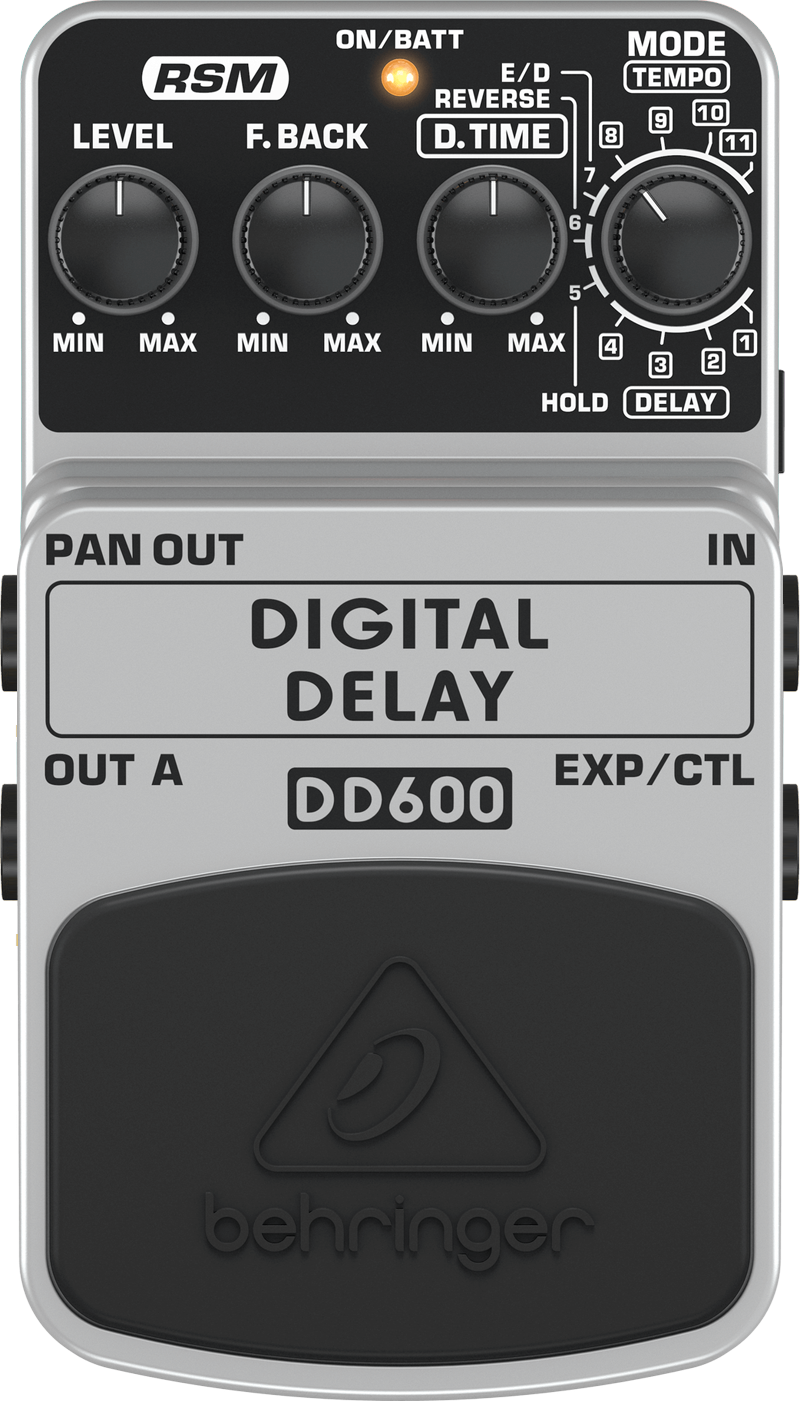 ON/BATT
MODE
RSM
E/D
TEMPO
REVERSE
LEVEL
F. BACK
D. TIME
8
9
10
11
7
6
5
4
3
2
1
MIN MAX
MIN MAX
MIN MAX
HOLD
DELAY
PAN OUT
IN
DIGITAL
DELAY
OUT A
EXP/CTL
DD600
behringer